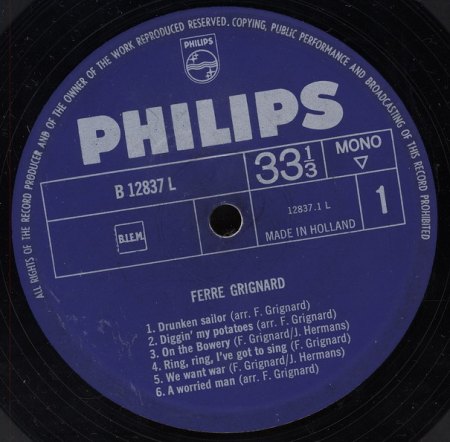 ALL RIGHTS OF THE RECORD PRODUCER AND OF THE OWNER OF THE WORK REPRODUCED RESERVED. COPYING, PUBLIC PERFORMANCE AND BROADCASTING OF THIS RECORD PROHIBITED
PHILIPS
PHILIPS
B 12837 L
33 1/3
MONO
12837.1 L
1
B.I.E.M.
MADE IN HOLLAND
FERRE GRIGNARD
1. Drunken sailor (arr. F. Grignard)
2. Diggin' my potatoes (arr. F. Grignard)
3. On the Bowery (F. Grignard/J. Hermans)
4. Ring, ring, I've got to sing (F. Grignard)
5. We want war (F. Grignard/J. Hermans)
6. A worried man (arr. F. Grignard)